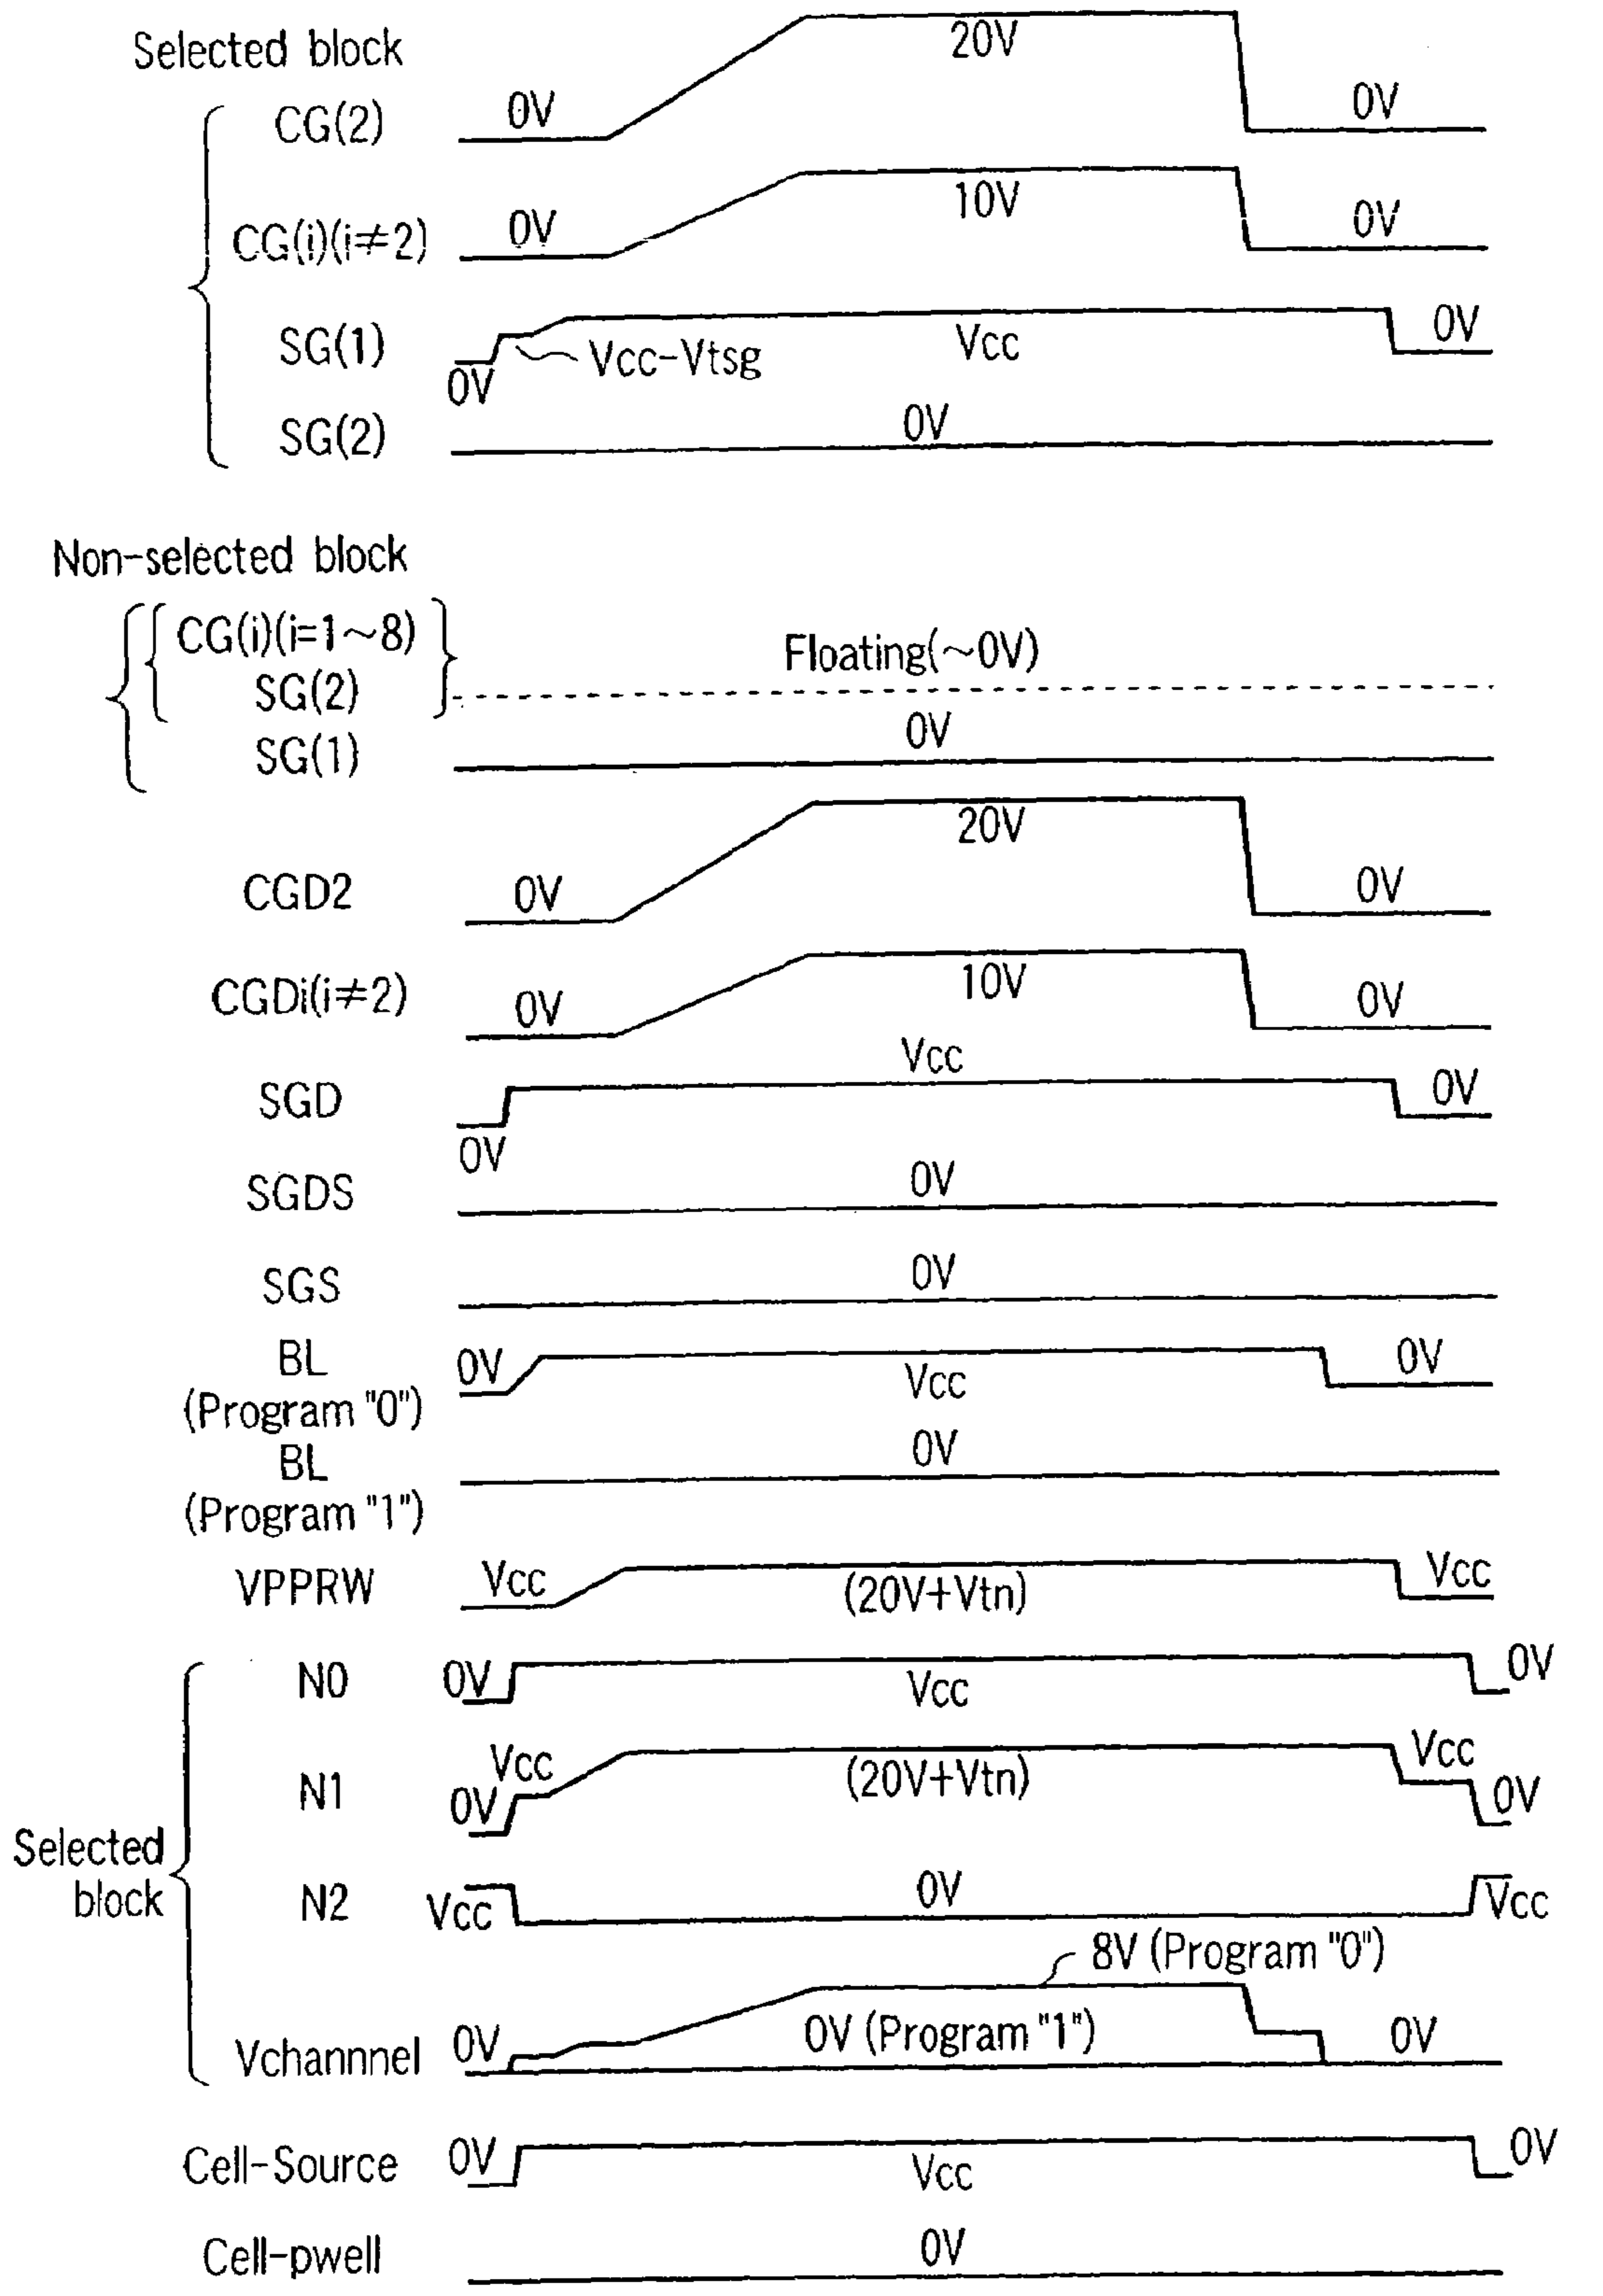 Selected block
20V
CG(2) 0V 0V
10V
CG(i)(i≠2) 0V 0V
SG(1) Vcc-Vtsg Vcc 0V
0V
SG(2) 0V
Non-selected block
CG(i)(i=1~8) Floating(~0V)
SG(2)
SG(1) 0V
20V
CGD2 0V 0V
CGDi(i≠2) 0V 10V 0V
Vcc
SGD 0V
0V
SGDS 0V
SGS 0V
BL 0V Vcc 0V
(Program "0")
BL 0V
(Program "1")
VPPRW Vcc (20V+Vtn) Vcc
N0 0V Vcc 0V
Vcc Vcc
N1 0V (20V+Vtn) 0V
Selected
block
N2 Vcc 0V Vcc
8V (Program "0")
Vchannnel 0V 0V (Program "1") 0V
Cell-Source 0V Vcc 0V
Cell-pwell 0V